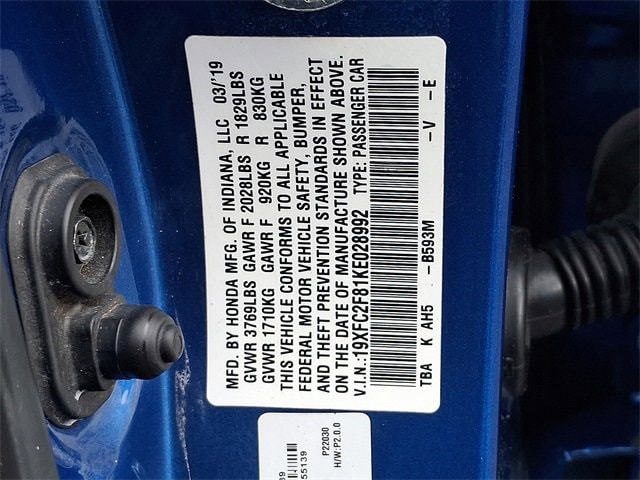 MFD. BY HONDA MFG. OF INDIANA, LLC 03/'19
GVWR 3769LBS GAWR F 2028LBS R 1829LBS
GVWR 1710KG GAWR F 920KG R 830KG
THIS VEHICLE CONFORMS TO ALL APPLICABLE
FEDERAL MOTOR VEHICLE SAFETY, BUMPER,
AND THEFT PREVENTION STANDARDS IN EFFECT
ON THE DATE OF MANUFACTURE SHOWN ABOVE.
V.I.N.:19XFC2F81KE028992 TYPE: PASSENGER CAR
TBA K AH5 -B593M -V -E
55139
P22030
H/W:P2.0.0